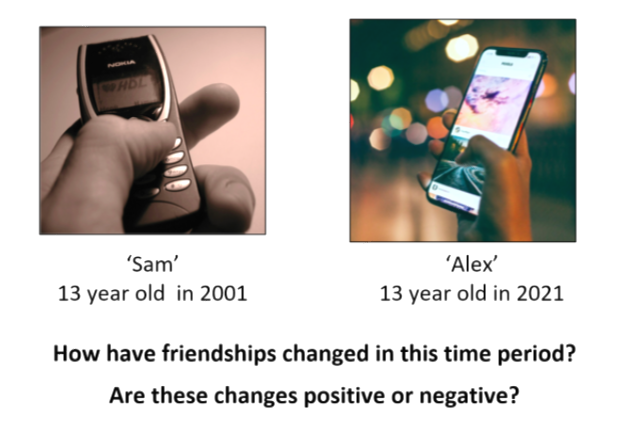 NOKIA
‘Sam’
13 year old in 2001
‘Alex’
13 year old in 2021
How have friendships changed in this time period?
Are these changes positive or negative?